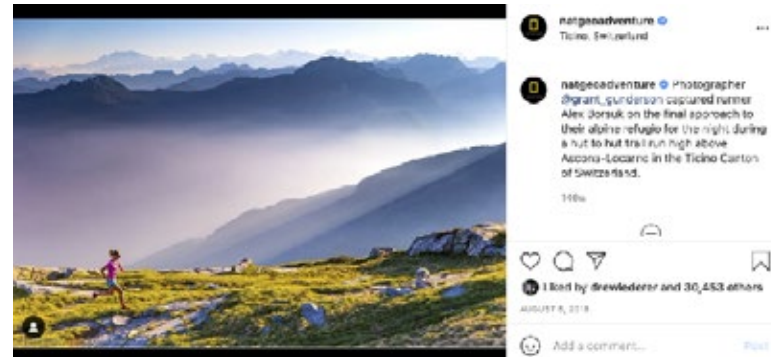 natgeoadventure
Ticino, Switzerland
natgeoadventure Photographer
@grant_gunderson captured runner
Alex Borsuk on the final approach to
their alpine refugio for the night during
a hut to hut trail run high above
Ascona-Locarno in the Ticino Canton
of Switzerland.
Liked by drewlederer and 30,453 others
AUGUST
Add a comment...
Post